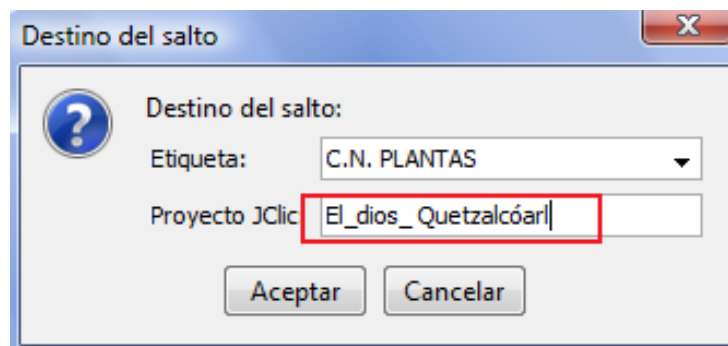 Destino del salto
Destino del salto:
Etiqueta: C.N. PLANTAS
Proyecto JClic El_dios_ Quetzalcóarl
Aceptar Cancelar